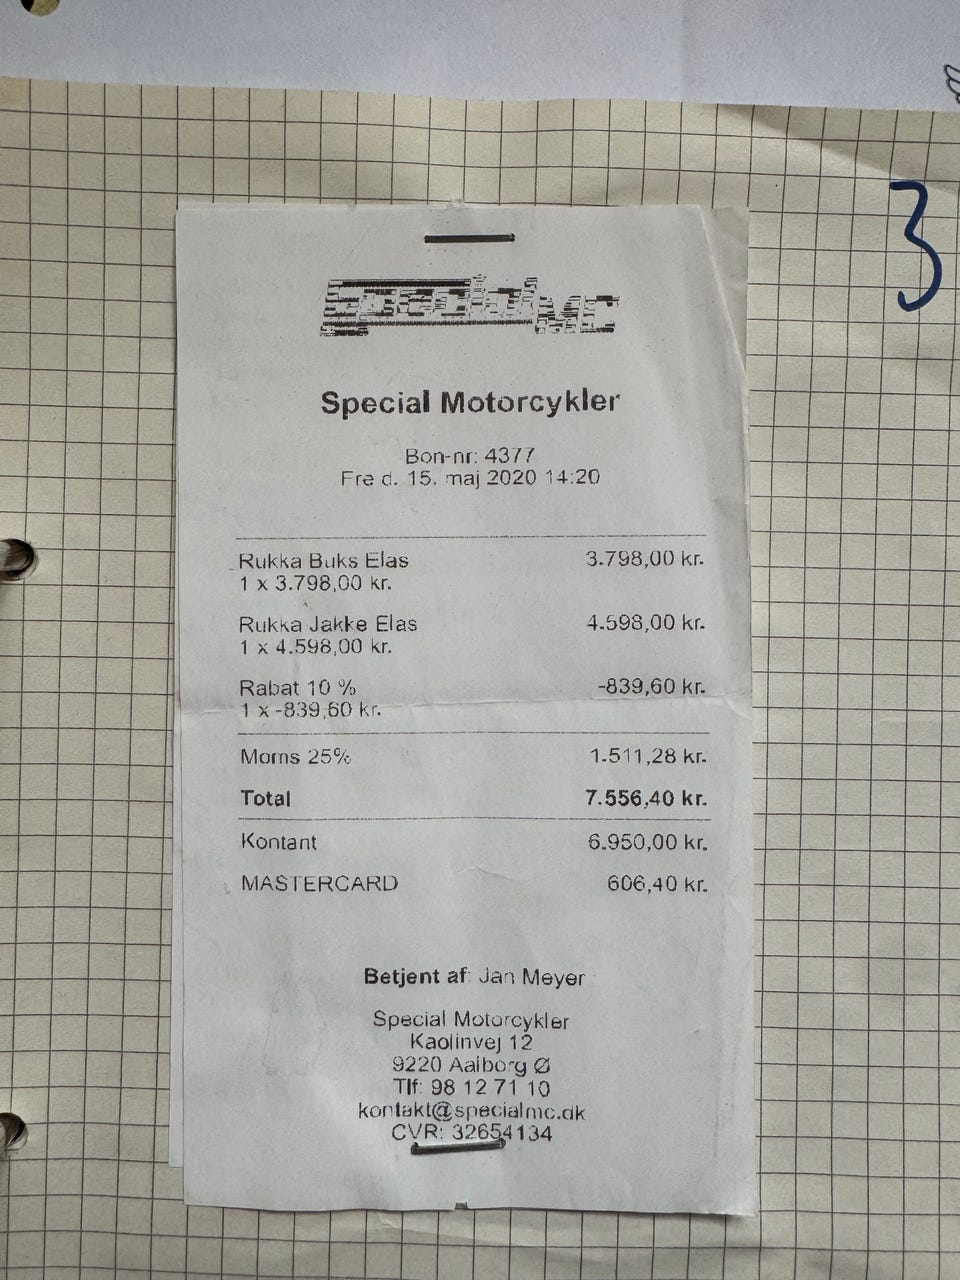 3
Special Motorcykler
Bon-nr: 4377
Fre d. 15. maj 2020 14:20
Rukka Buks Elas 3.798,00 kr.
1 x 3.798,00 kr.
Rukka Jakke Elas 4.598,00 kr.
1 x 4.598,00 kr.
Rabat 10 % -839,60 kr.
1 x -839,60 kr.
Moms 25% 1.511,28 kr.
Total 7.556,40 kr.
Kontant 6.950,00 kr.
MASTERCARD 606,40 kr.
Betjent af: Jan Meyer
Special Motorcykler
Kaolinvej 12
9220 Aalborg Ø
Tlf: 98 12 71 10
kontakt@specialmc.dk
CVR: 32654134